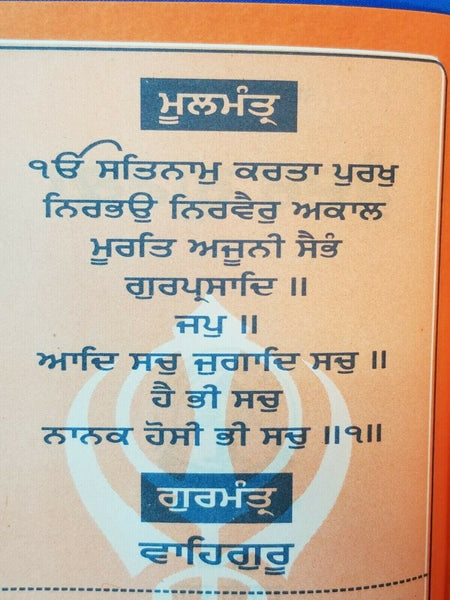 ਮੂਲਮੰਤ੍ਰ
ੴ ਸਤਿਨਾਮੁ ਕਰਤਾ ਪੁਰਖੁ
ਨਿਰਭਉ ਨਿਰਵੈਰੁ ਅਕਾਲ
ਮੂਰਤਿ ਅਜੂਨੀ ਸੈਭੰ
ਗੁਰਪ੍ਰਸਾਦਿ ॥
ਜਪੁ ॥
ਆਦਿ ਸਚੁ ਜੁਗਾਦਿ ਸਚੁ ॥
ਹੈ ਭੀ ਸਚੁ
ਨਾਨਕ ਹੋਸੀ ਭੀ ਸਚੁ ॥੧॥
ਗੁਰਮੰਤ੍ਰ
ਵਾਹਿਗੁਰੂ